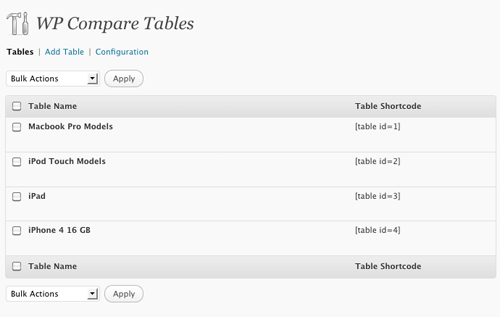 WP Compare Tables
Tables | Add Table | Configuration
Bulk Actions Apply
Table Name Table Shortcode
Macbook Pro Models [table id=1]
iPod Touch Models [table id=2]
iPad [table id=3]
iPhone 4 16 GB [table id=4]
Table Name Table Shortcode
Bulk Actions Apply